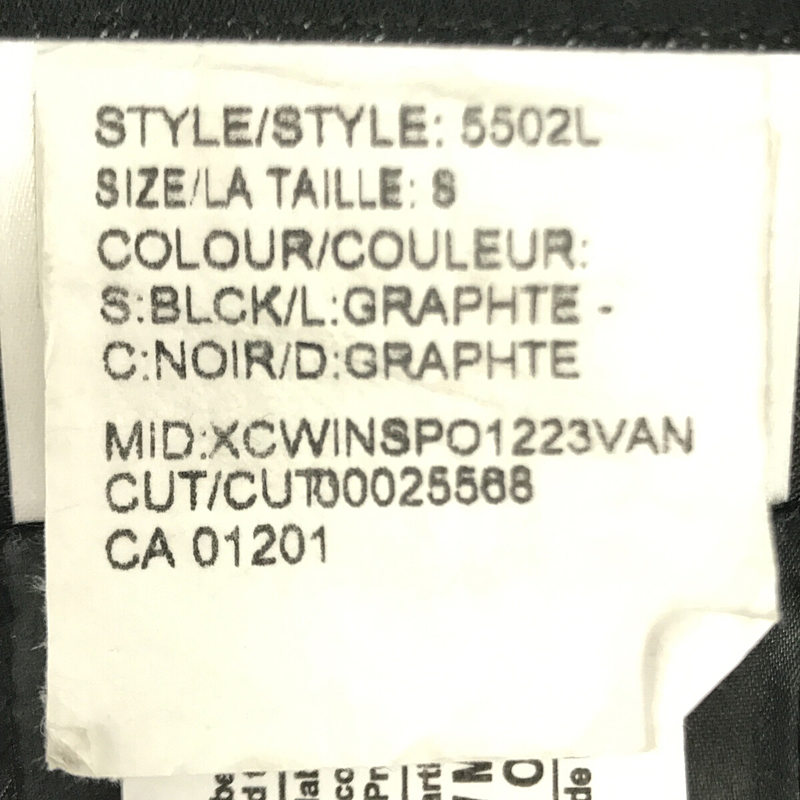 STYLE/STYLE: 5502L
SIZE/LA TAILLE: S
COLOUR/COULEUR:
S:BLCK/L:GRAPHTE -
C:NOIR/D:GRAPHTE
MID:XCWINSPO1223VAN
CUT/CUT00025568
CA 01201